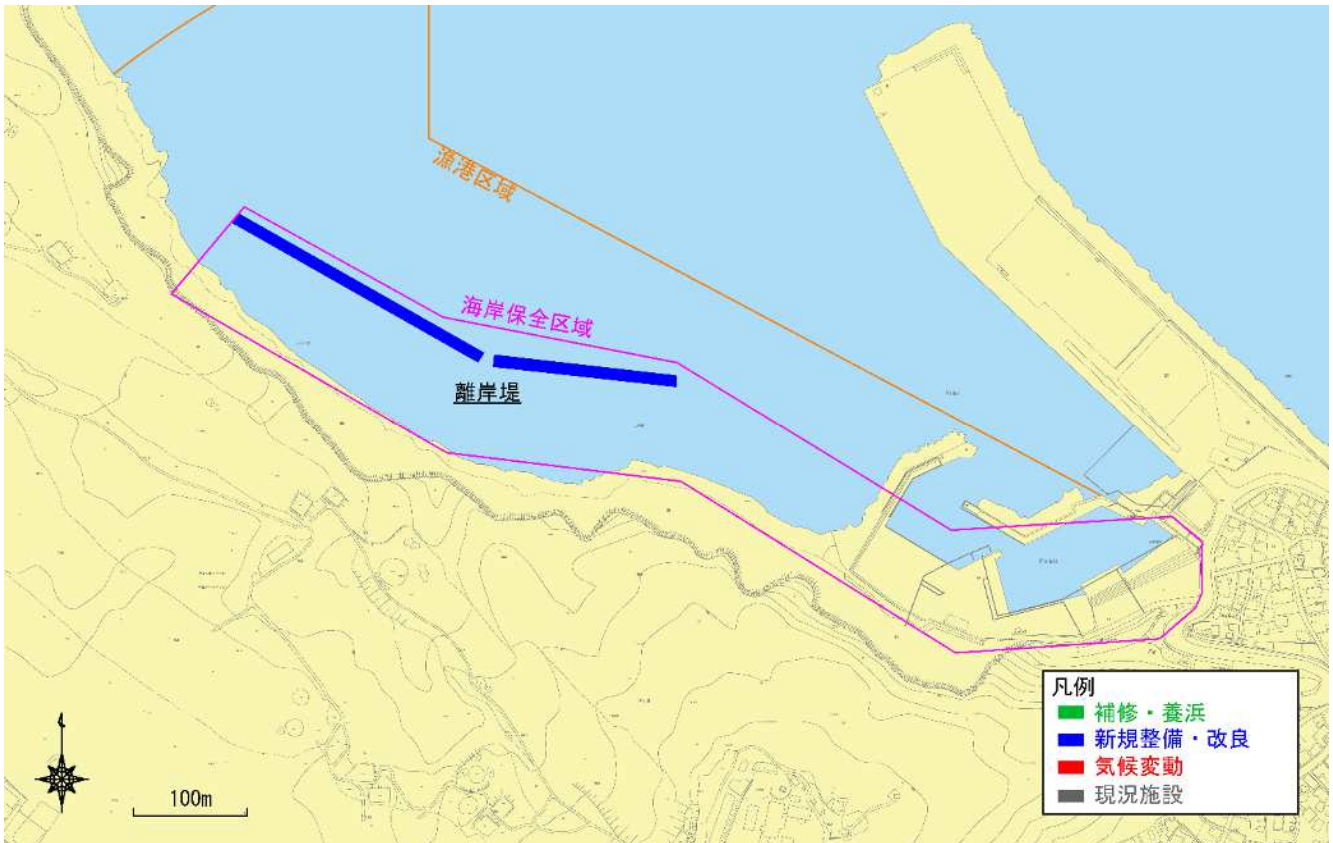 漁港区域
海岸保全区域
離岸堤
凡例
補修・養浜
新規整備・改良
気候変動
現況施設
100m